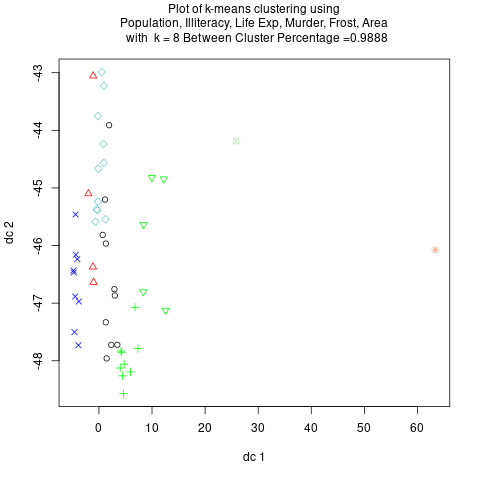 Plot of k-means clustering using
Population, Illiteracy, Life Exp, Murder, Frost, Area
with k = 8 Between Cluster Percentage =0.9888
-43
-44
-45
-46
-47
-48
dc 2
0 10 20 30 40 50 60
dc 1